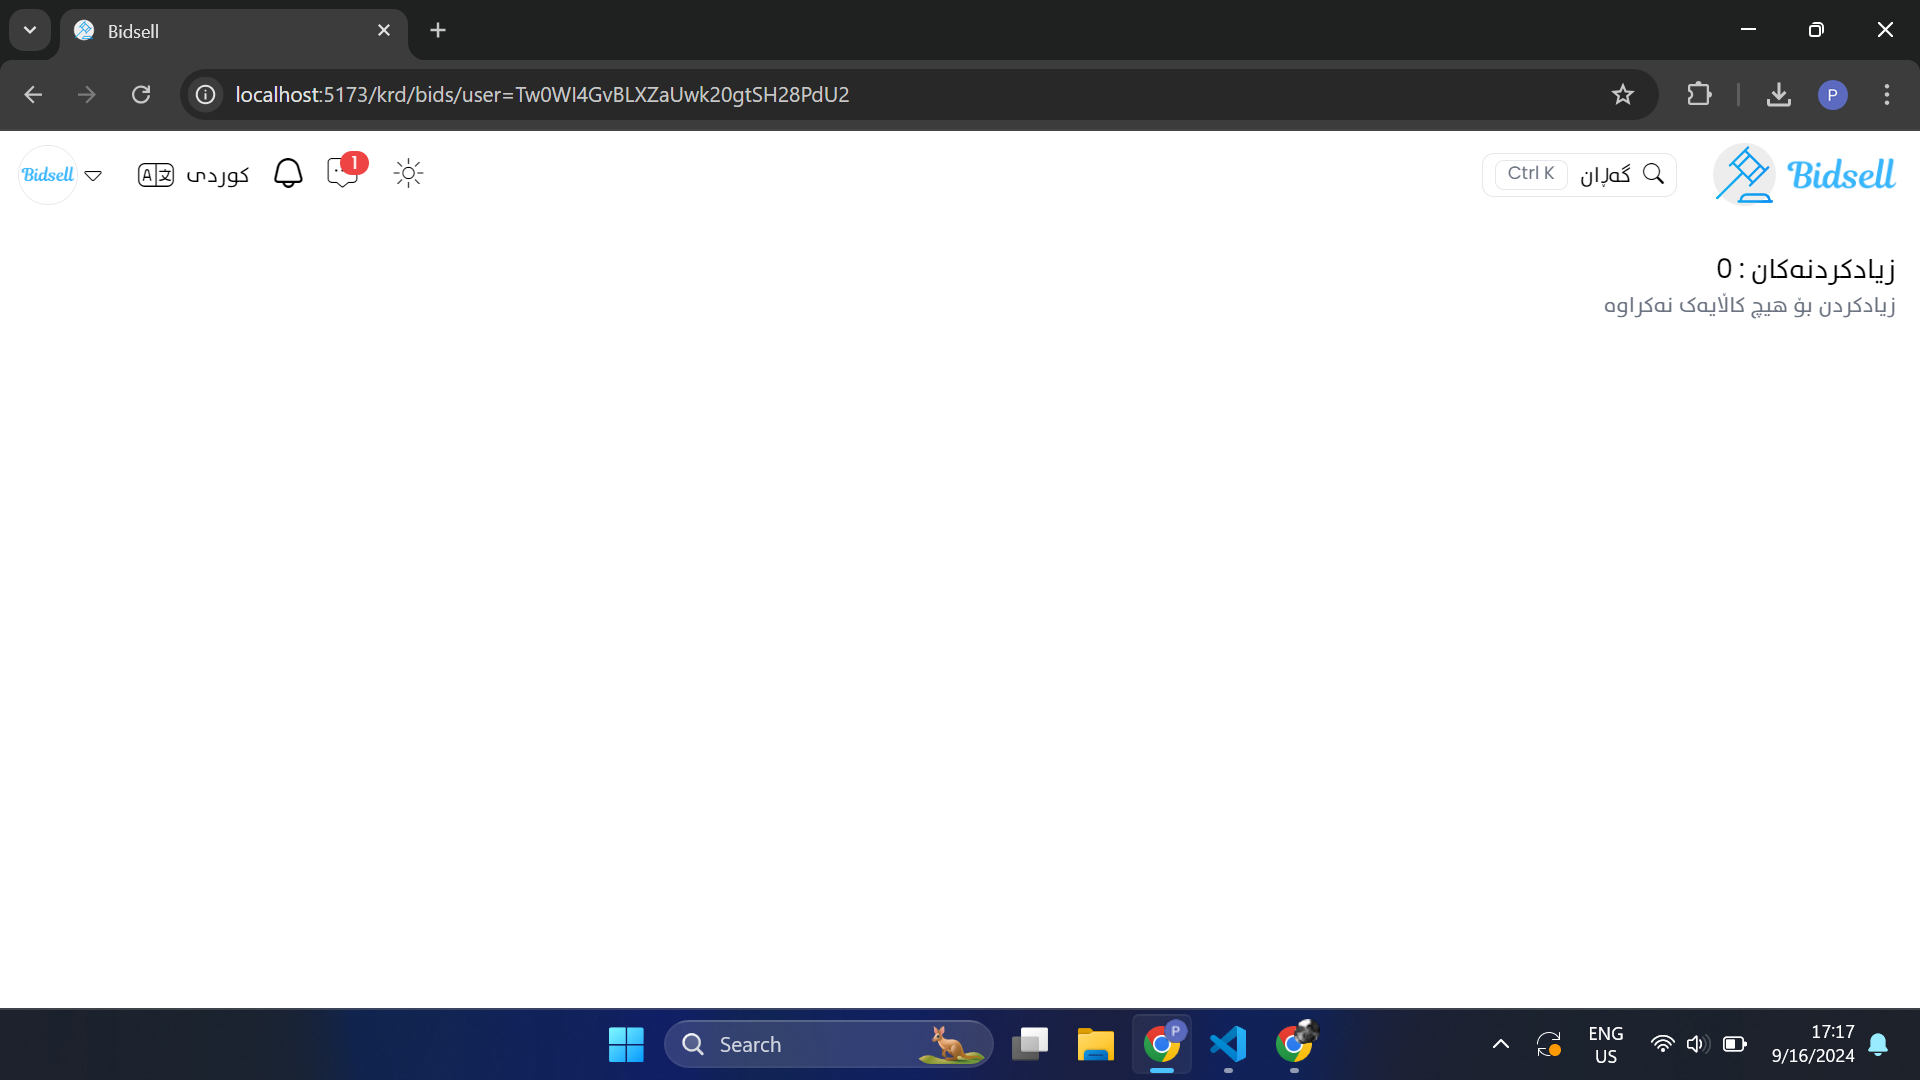 Bidsell
localhost:5173/krd/bids/user=Tw0WI4GvBLXZaUwk20gtSH28PdU2
Bidsell
کوردی
1
Ctrl K
گەڕان
Bidsell
زیادکردنەکان : 0
زیادکردن بۆ هیچ کاڵایەک نەکراوە
Search
P
ENG
US
17:17
9/16/2024